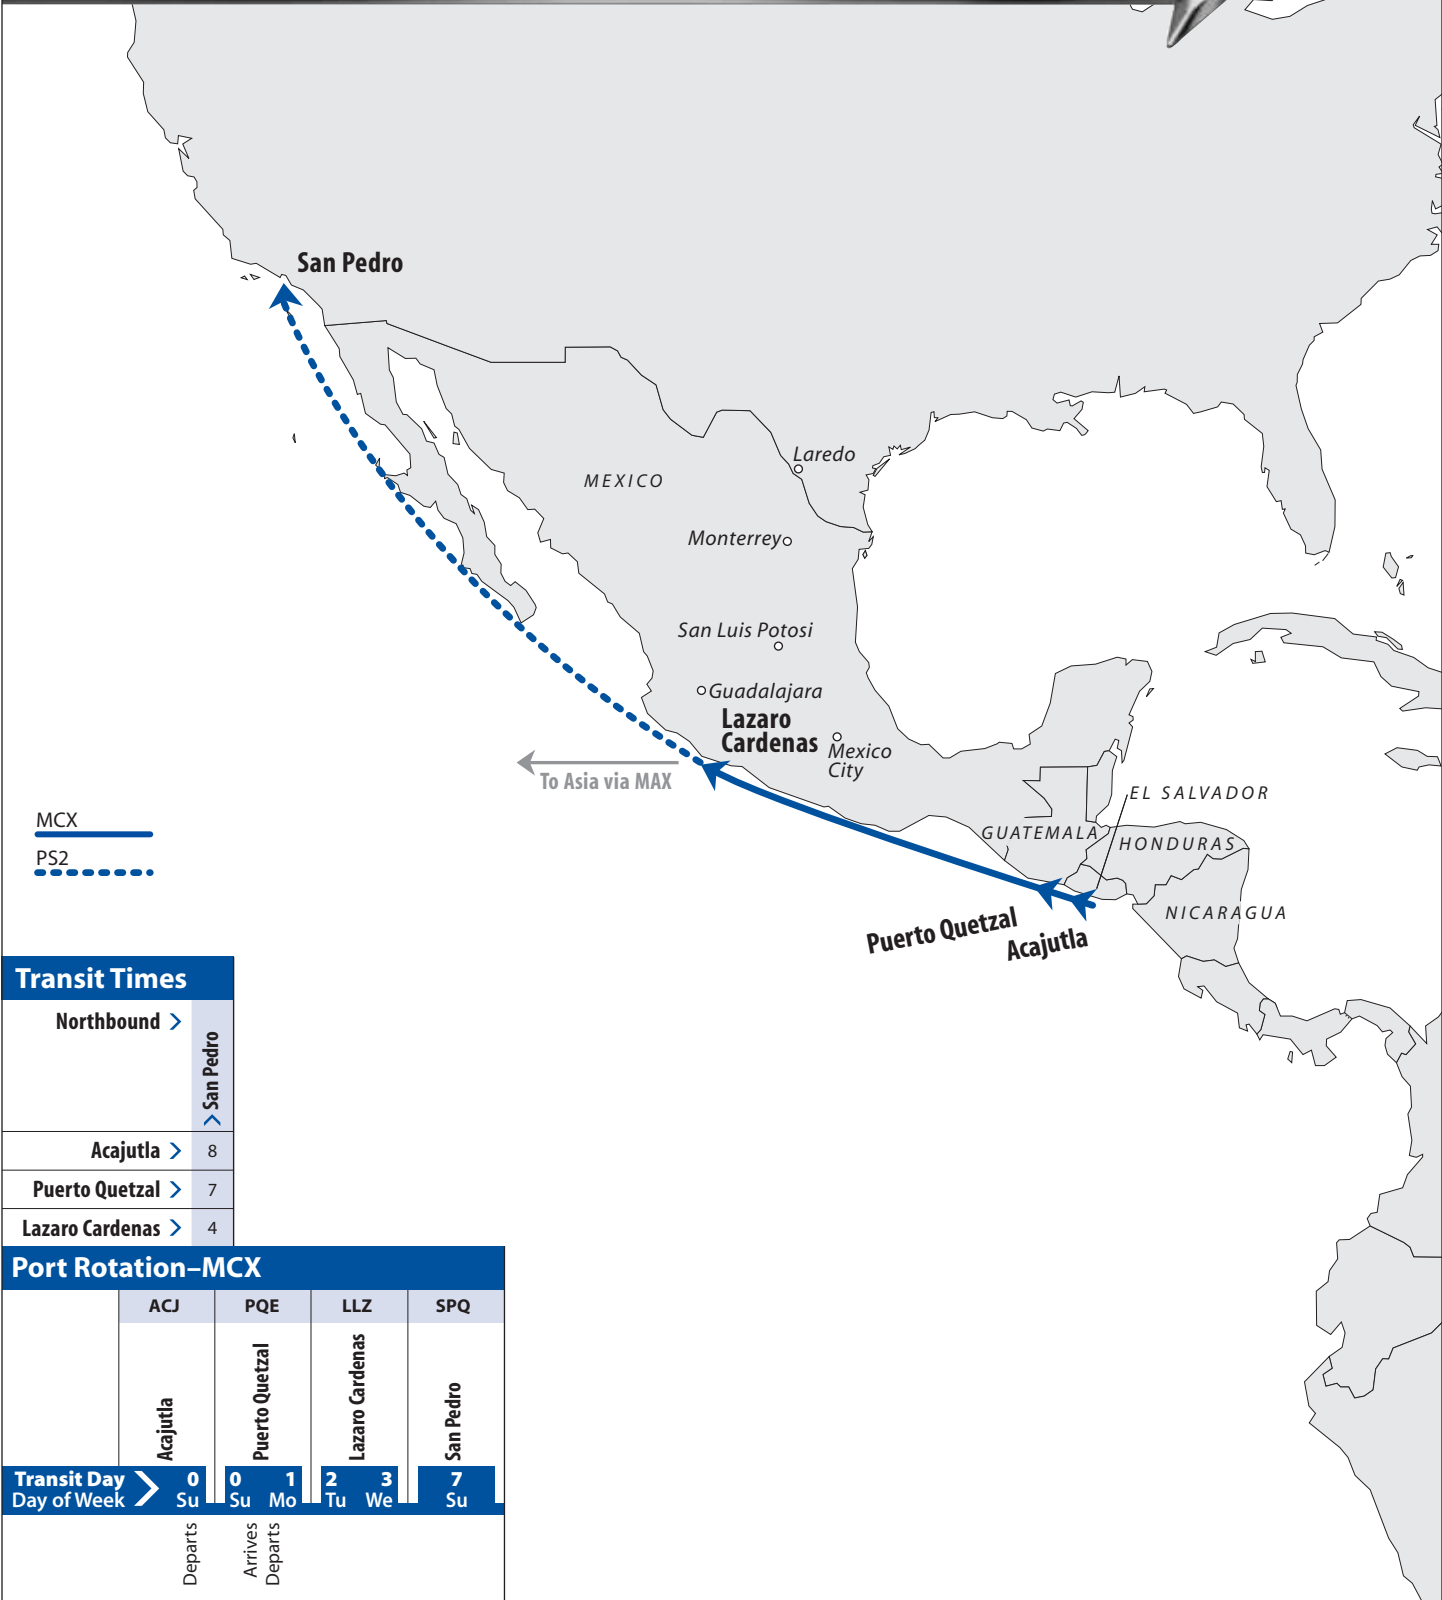 San Pedro
Laredo
MEXICO
Monterrey
San Luis Potosi
Guadalajara
Lazaro
Cardenas
Mexico
City
To Asia via MAX
EL SALVADOR
MCX
GUATEMALA
HONDURAS
PS2
NICARAGUA
Puerto Quetzal
Acajutla
Transit Times
Northbound
San Pedro
Acajutla 8
Puerto Quetzal 7
Lazaro Cardenas 4
Port Rotation–MCX
ACJ PQE LLZ SPQ
Acajutla
Puerto Quetzal
Lazaro Cardenas
San Pedro
Transit Day 0 0 1 2 3 7
Day of Week Su Su Mo Tu We Su
Departs
Arrives
Departs